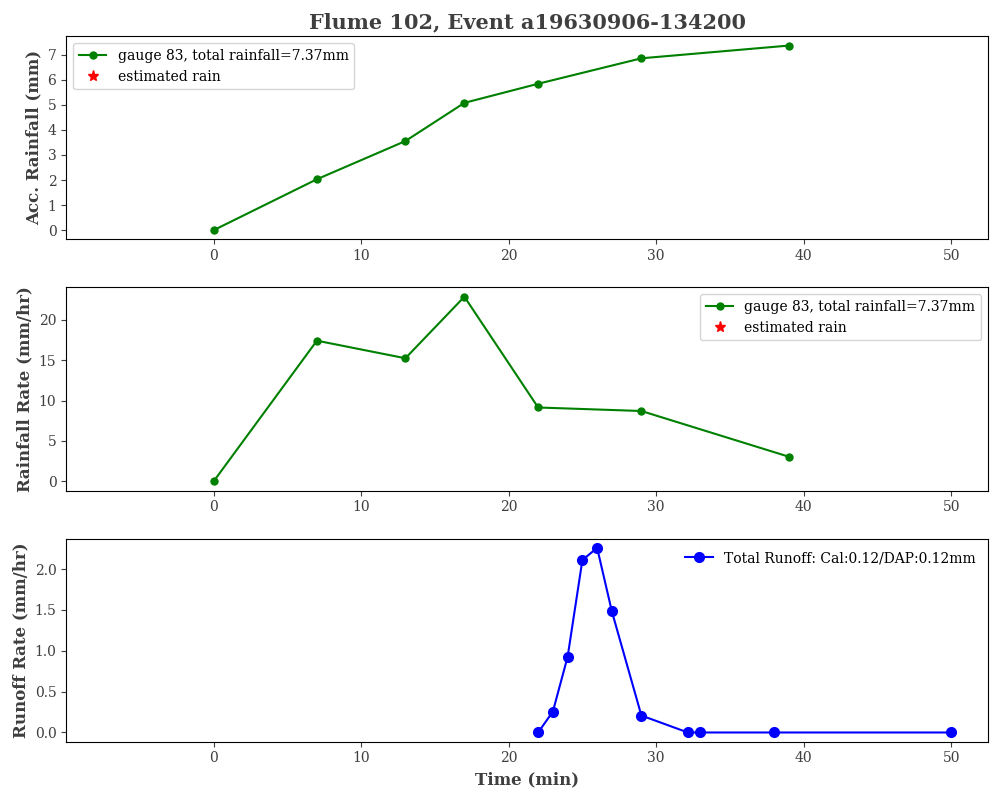 Flume 102, Event a19630906-134200
Acc. Rainfall (mm)
7
6
5
4
3
2
1
0
gauge 83, total rainfall=7.37mm
estimated rain
0 10 20 30 40 50
Rainfall Rate (mm/hr)
20
15
10
5
0
gauge 83, total rainfall=7.37mm
estimated rain
0 10 20 30 40 50
Runoff Rate (mm/hr)
2.0
1.5
1.0
0.5
0.0
Total Runoff: Cal:0.12/DAP:0.12mm
0 10 20 30 40 50
Time (min)